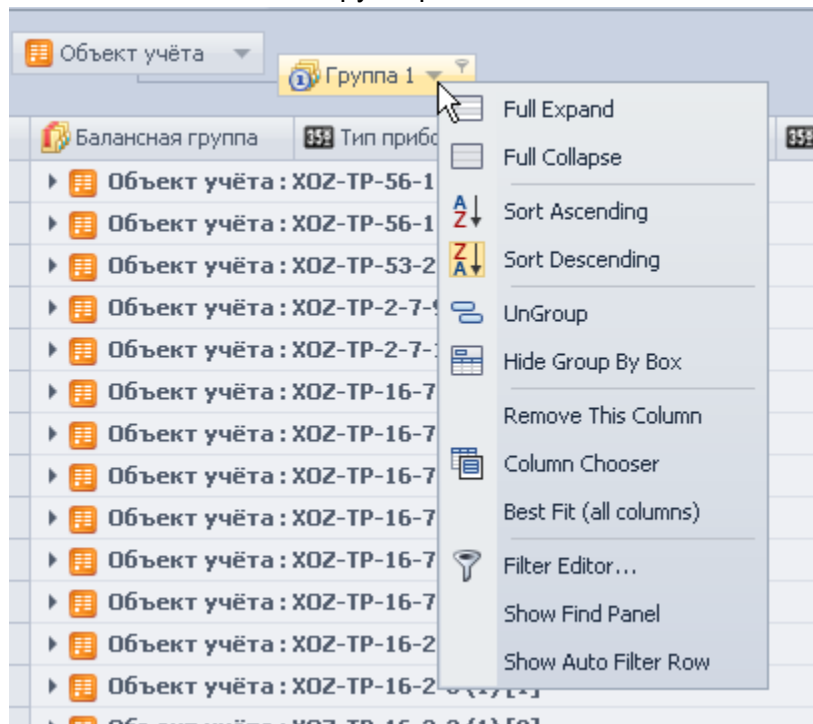 Объект учёта
Группа 1
Балансная группа
Тип прибо
Объект учёта : XOZ-TP-56-1
Объект учёта : XOZ-TP-56-1
Объект учёта : XOZ-TP-53-2
Объект учёта : XOZ-TP-2-7-9
Объект учёта : XOZ-TP-2-7-
Объект учёта : XOZ-TP-16-7
Объект учёта : XOZ-TP-16-7
Объект учёта : XOZ-TP-16-7
Объект учёта : XOZ-TP-16-7
Объект учёта : XOZ-TP-16-7
Объект учёта : XOZ-TP-16-7
Объект учёта : XOZ-TP-16-2
Объект учёта : XOZ-TP-16-2
Full Expand
Full Collapse
Sort Ascending
Sort Descending
UnGroup
Hide Group By Box
Remove This Column
Column Chooser
Best Fit (all columns)
Filter Editor...
Show Find Panel
Show Auto Filter Row